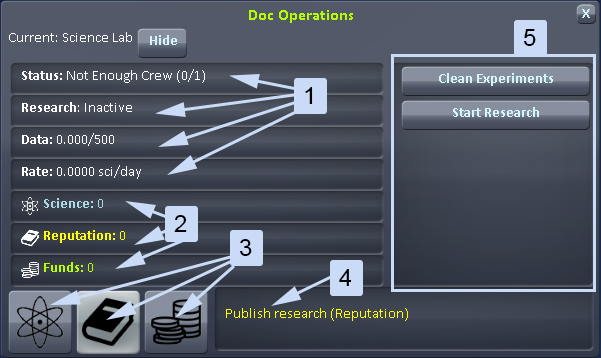 Doc Operations
X
Current: Science Lab
Hide
5
Status: Not Enough Crew (0/1)
Clean Experiments
1
Research: Inactive
Start Research
Data: 0.000/500
Rate: 0.0000 sci/day
Science: 0
2
Reputation: 0
3
Funds: 0
4
Publish research (Reputation)